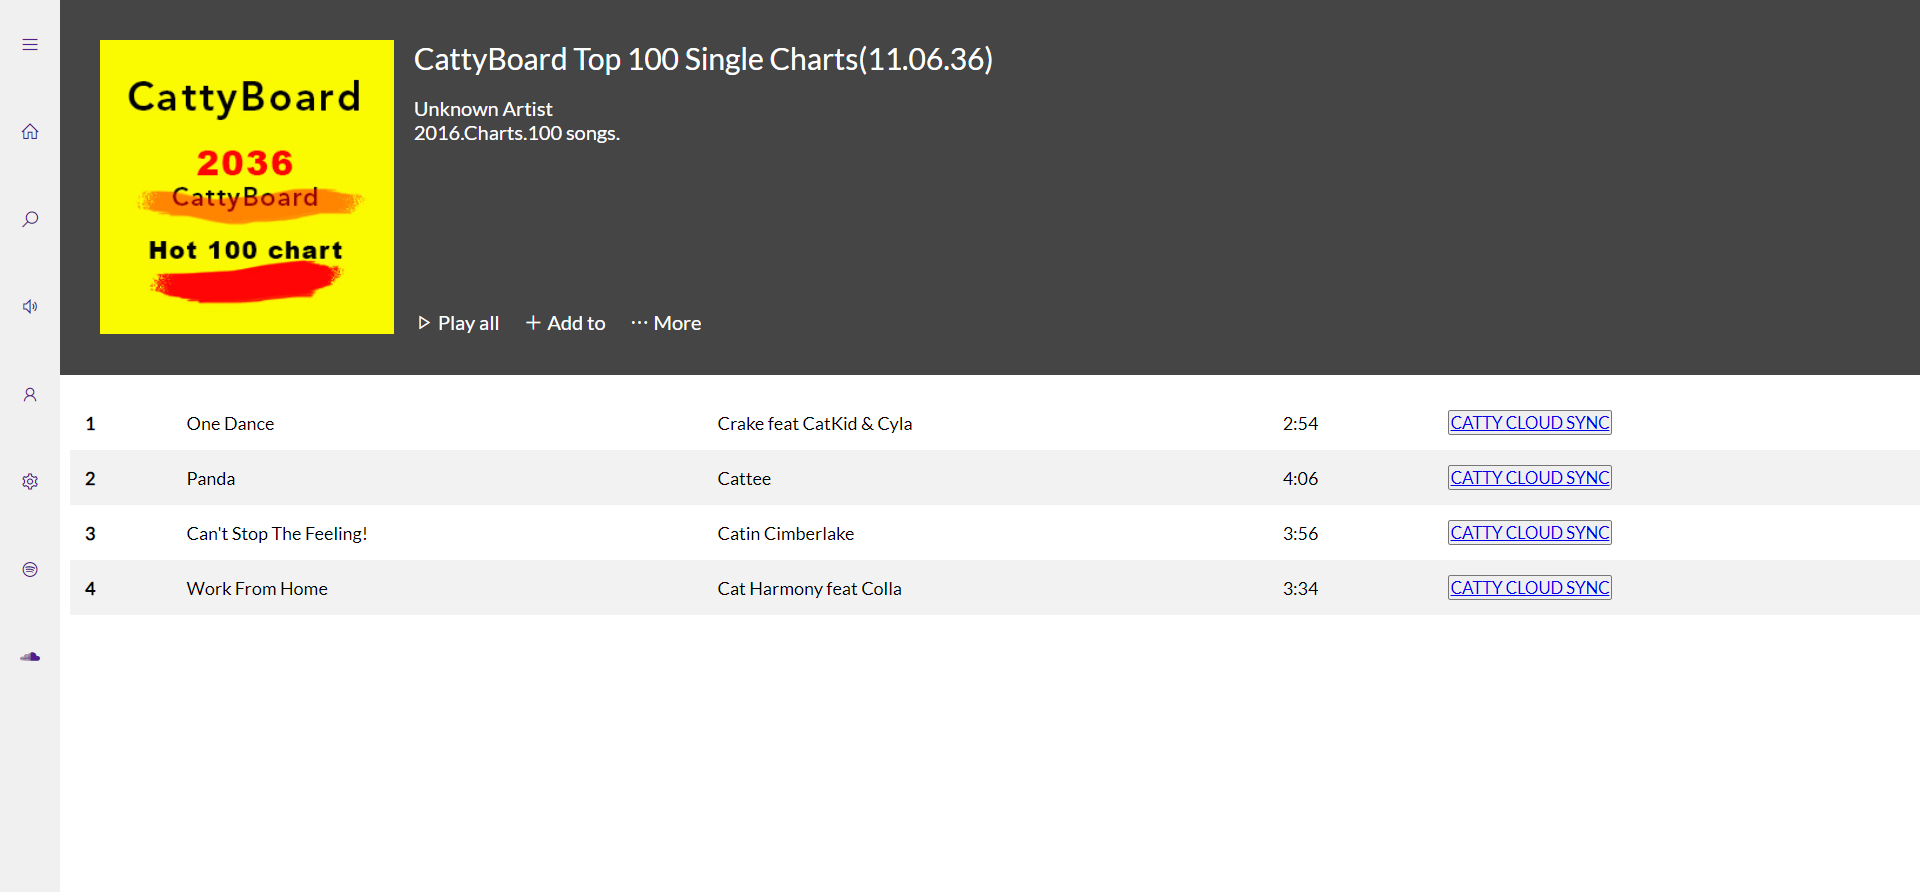 CattyBoard
2036
CattyBoard
Hot 100 chart
CattyBoard Top 100 Single Charts(11.06.36)
Unknown Artist
2016.Charts.100 songs.
Play all Add to More
1 One Dance Crake feat CatKid & Cyla 2:54 CATTY CLOUD SYNC
2 Panda Cattee 4:06 CATTY CLOUD SYNC
3 Can't Stop The Feeling! Catin Cimberlake 3:56 CATTY CLOUD SYNC
4 Work From Home Cat Harmony feat Colla 3:34 CATTY CLOUD SYNC